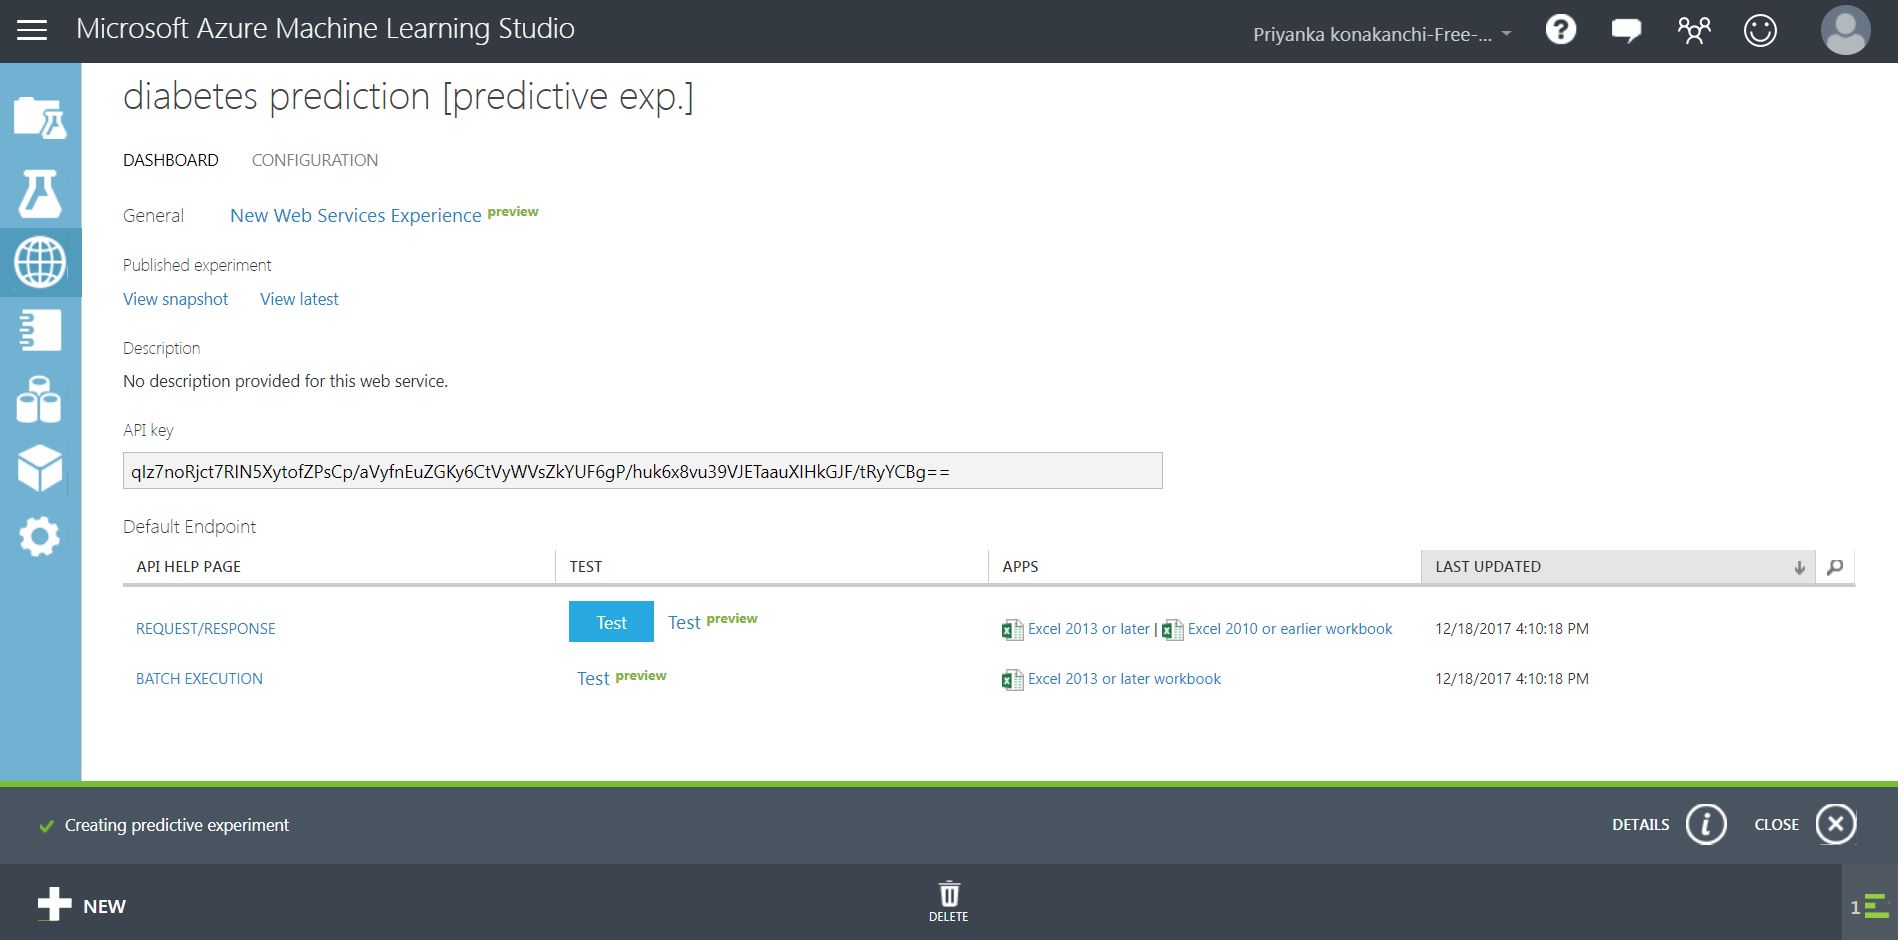 Microsoft Azure Machine Learning Studio
Priyanka konakanchi-Free-...
diabetes prediction [predictive exp.]
DASHBOARD CONFIGURATION
General New Web Services Experience preview
Published experiment
View snapshot View latest
Description
No description provided for this web service.
API key
qIz7noRjct7RIN5XytofZPsCp/aVyfnEuZGKy6CtVyWVsZkYUF6gP/huk6x8vu39VJETaauXIHkGJF/tRyYCBg==
Default Endpoint
API HELP PAGE TEST APPS LAST UPDATED
REQUEST/RESPONSE Test Test preview Excel 2013 or later | Excel 2010 or earlier workbook 12/18/2017 4:10:18 PM
BATCH EXECUTION Test preview Excel 2013 or later workbook 12/18/2017 4:10:18 PM
Creating predictive experiment DETAILS CLOSE
NEW DELETE 1